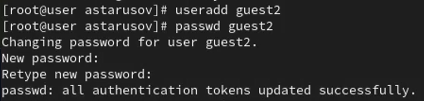 [root@user astarusov]# useradd guest2
[root@user astarusov]# passwd guest2
Changing password for user guest2.
New password:
Retype new password:
passwd: all authentication tokens updated successfully.